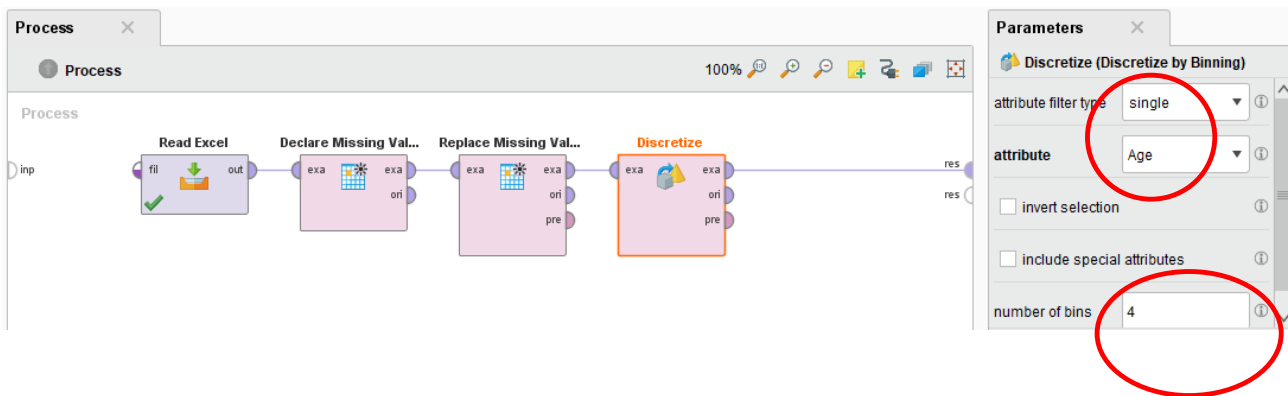 Process
Process
100%
Process
Read Excel
Declare Missing Val...
Replace Missing Val...
Discretize
inp
fil
out
exa
exa
ori
exa
exa
ori
pre
exa
exa
ori
pre
res
res
Parameters
Discretize (Discretize by Binning)
attribute filter type
single
attribute
Age
invert selection
include special attributes
number of bins
4